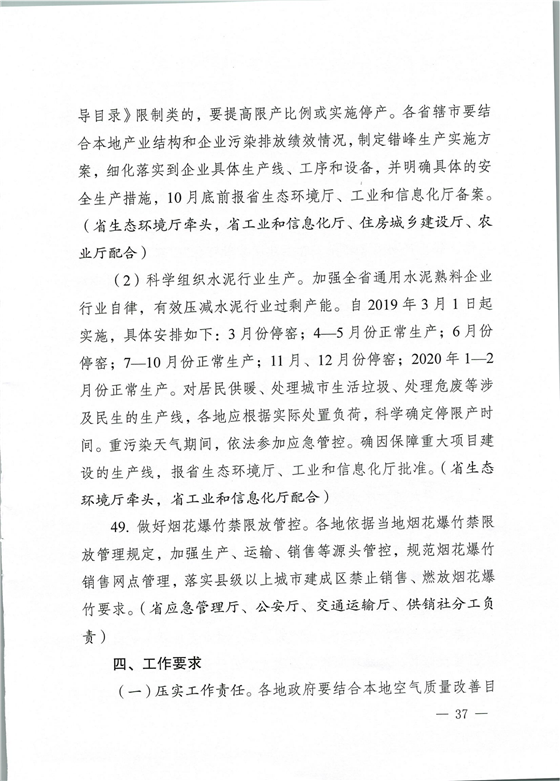 导目录》限制类的，要提高限产比例或实施停产。各省辖市要结
合本地产业结构和企业污染排放绩效情况，制定错峰生产实施方
案，细化落实到企业具体生产线、工序和设备，并明确具体的安
全生产措施，10月底前报省生态环境厅、工业和信息化厅备案。
（省生态环境厅牵头，省工业和信息化厅、住房城乡建设厅、农
业厅配合）
（2）科学组织水泥行业生产。加强全省通用水泥熟料企业
行业自律，有效压减水泥行业过剩产能。自2019年3月1日起
实施，具体安排如下：3月份停窑；4—5月份正常生产；6月份
停窑；7—10月份正常生产；11月、12月份停窑；2020年1—2
月份正常生产。对居民供暖、处理城市生活垃圾、处理危废等涉
及民生的生产线，各地应根据实际处置负荷，科学确定停限产时
间。重污染天气期间，依法参加应急管控。确因保障重大项目建
设的生产线，报省生态环境厅、工业和信息化厅批准。（省生态
环境厅牵头，省工业和信息化厅配合）
49. 做好烟花爆竹禁限放管控。各地依据当地烟花爆竹禁限
放管理规定，加强生产、运输、销售等源头管控，规范烟花爆竹
销售网点管理，落实县级以上城市建成区禁止销售、燃放烟花爆
竹要求。（省应急管理厅、公安厅、交通运输厅、供销社分工负
责）
四、工作要求
（一）压实工作责任。各地政府要结合本地空气质量改善目
— 37 —